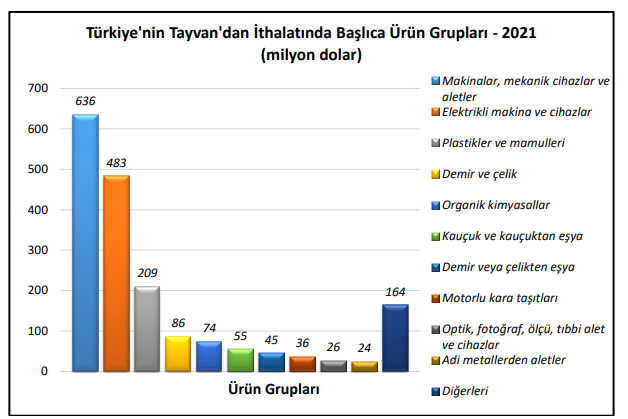 Türkiye'nin Tayvan'dan İthalatında Başlıca Ürün Grupları - 2021
(milyon dolar)
700
600
500
400
300
200
100
0
636
483
209
86
74
55
45
36
26
24
164
Ürün Grupları
Makinalar, mekanik cihazlar ve
aletler
Elektrikli makina ve cihazlar
Plastikler ve mamulleri
Demir ve çelik
Organik kimyasallar
Kauçuk ve kauçuktan eşya
Demir veya çelikten eşya
Motorlu kara taşıtları
Optik, fotoğraf, ölçü, tıbbi alet
ve cihazlar
Adi metallerden aletler
Diğerleri